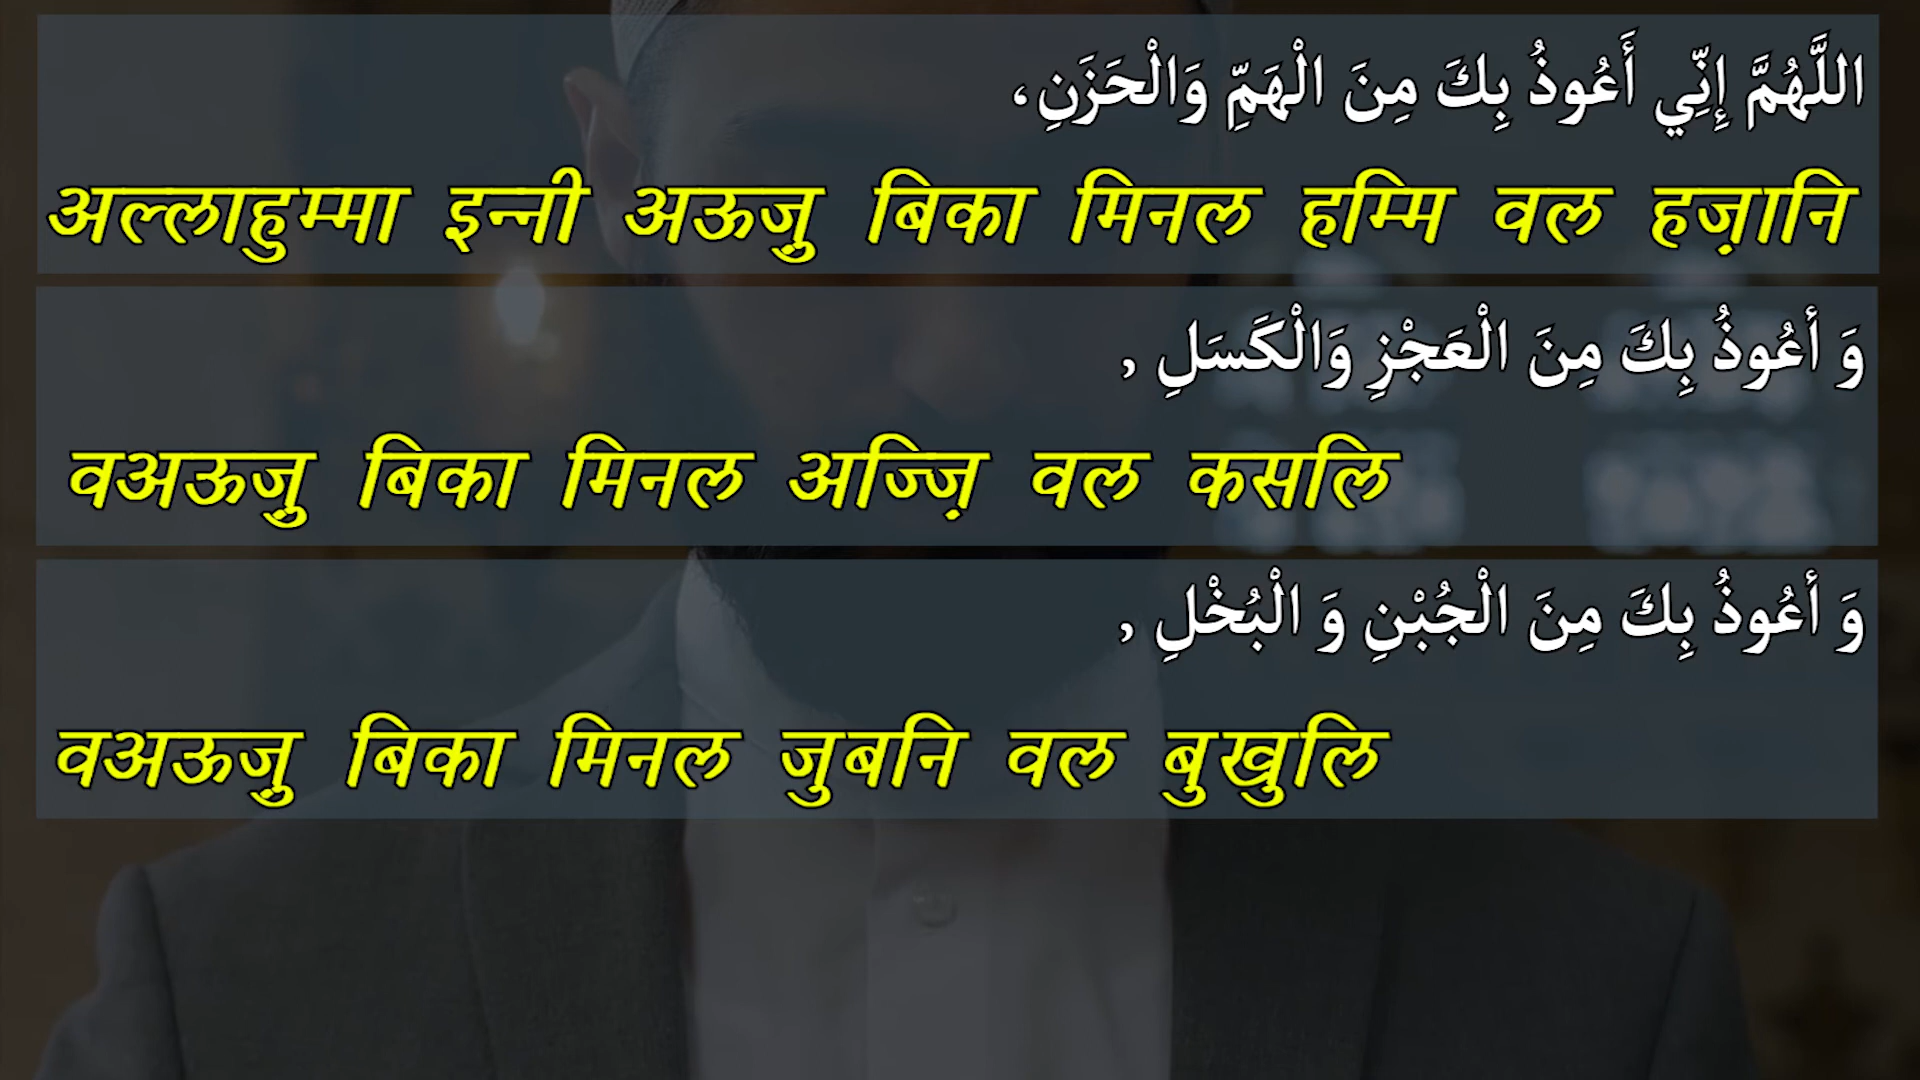 اللَّهُمَّ إِنِّي أَعُوذُ بِكَ مِنَ الْهَمِّ وَالْحَزَنِ،
अल्लाहुम्मा इन्नी अऊज़ु बिका मिनल हम्मि वल हज़ानि
وَ أعُوذُ بِكَ مِنَ الْعَجْزِ وَالْكَسَلِ ,
वअऊज़ु बिका मिनल अज्ज़ि वल कसलि
وَ أعُوذُ بِكَ مِنَ الْجُبْنِ وَ الْبُخْلِ ,
वअऊज़ु बिका मिनल जुबनि वल बुखुलि